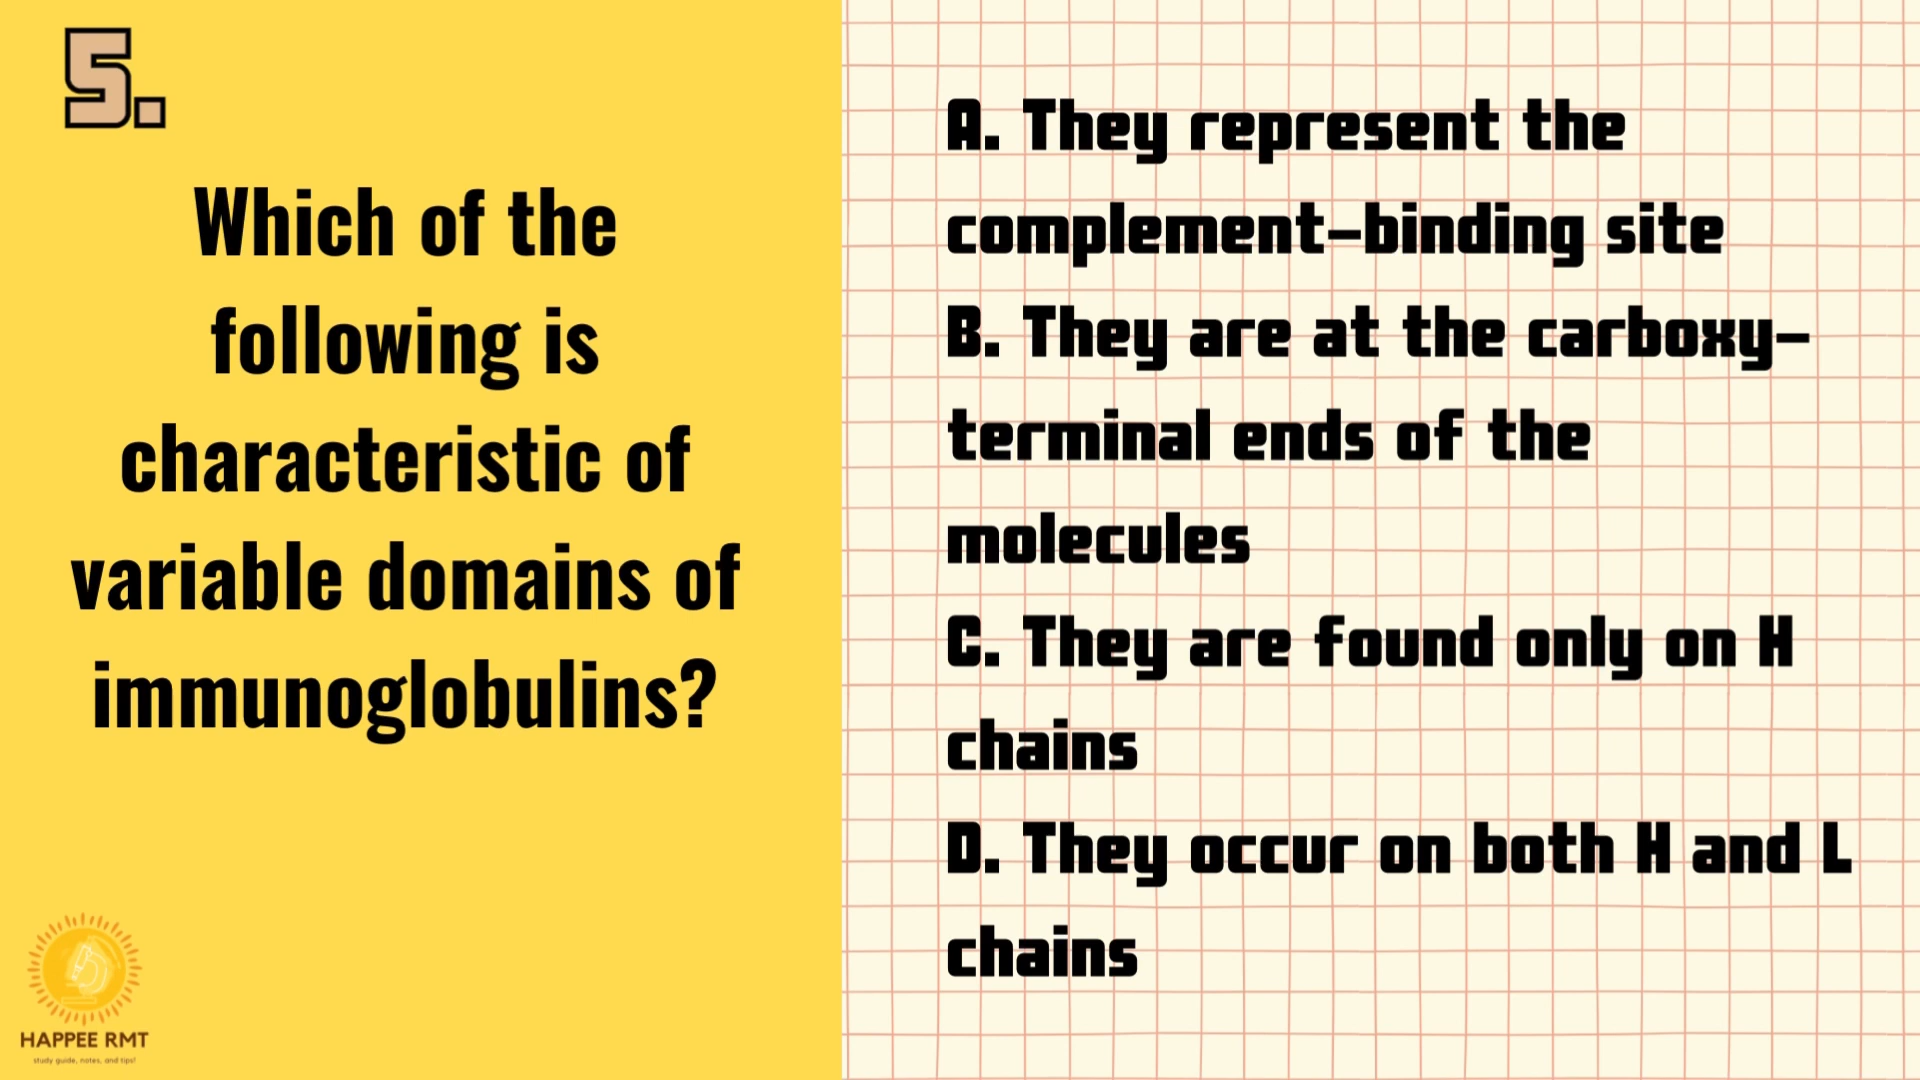 5.
Which of the
following is
characteristic of
variable domains of
immunoglobulins?
A. They represent the
complement-binding site
B. They are at the carboxy-
terminal ends of the
molecules
C. They are found only on H
chains
D. They occur on both H and L
chains
HAPPEE RMT
study guide, notes, and tips!